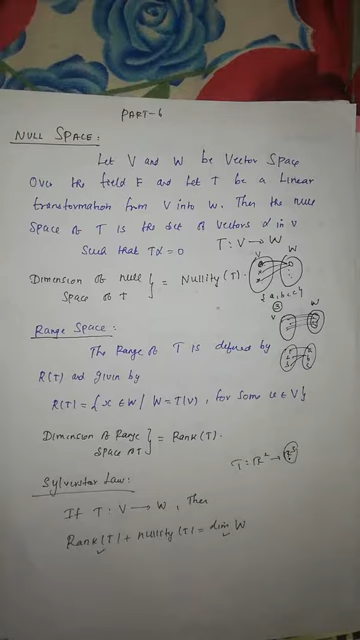 PART-6
NULL SPACE:
Let V and W be Vector Space
Over the field F and let T be a Linear
transformation from V into W. Then the null
Space of T is the set of vectors α in V
Such that Tα=0
T: V → W
Dimension of null
Space of T } = Nullity (T).
V W
{a, b, c}
3
V W
Range Space:
The Range of T is defined by
R(T) and given by
R(T) = { x ∈ W / W = T(V), for some u ∈ V }
Dimension of Range
Space of T } = Rank (T).
T: R² →
Sylvester Law:
If T: V → W, Then
Rank (T) + Nullity (T) = dim W